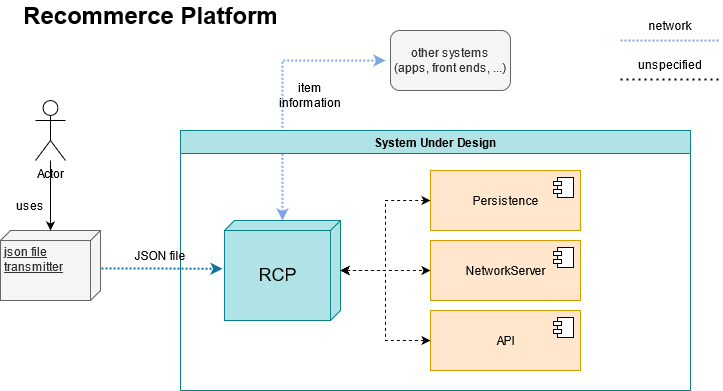 Recommerce Platform
network
unspecified
other systems
(apps, front ends, ...)
item
information
System Under Design
Actor
uses
json file
transmitter
JSON file
RCP
Persistence
NetworkServer
API